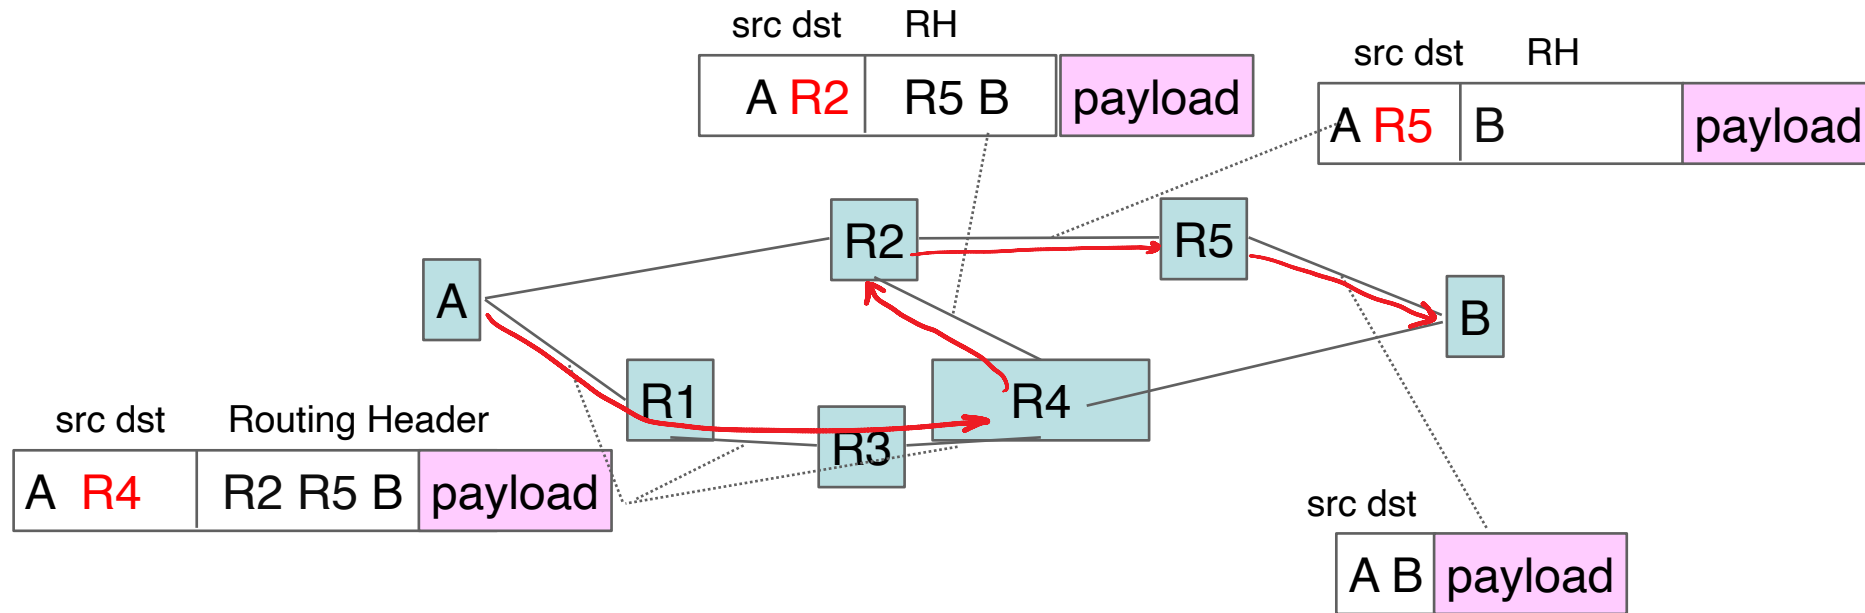 src dst RH
A R2 R5 B payload
src dst RH
A R5 B payload
R2
R5
A
B
R1
R3
R4
src dst Routing Header
A R4 R2 R5 B payload
src dst
A B payload